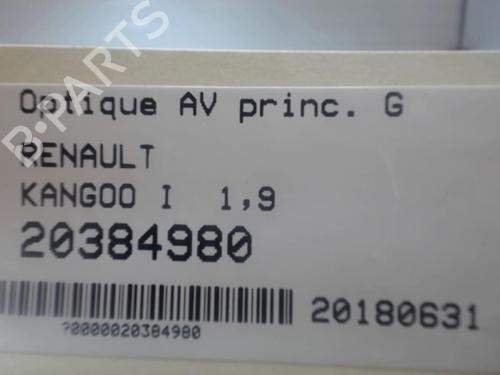 B-PARTS
Optique AV princ. G
RENAULT
KANGOO I 1,9
20384980
20180631
?0000020384980